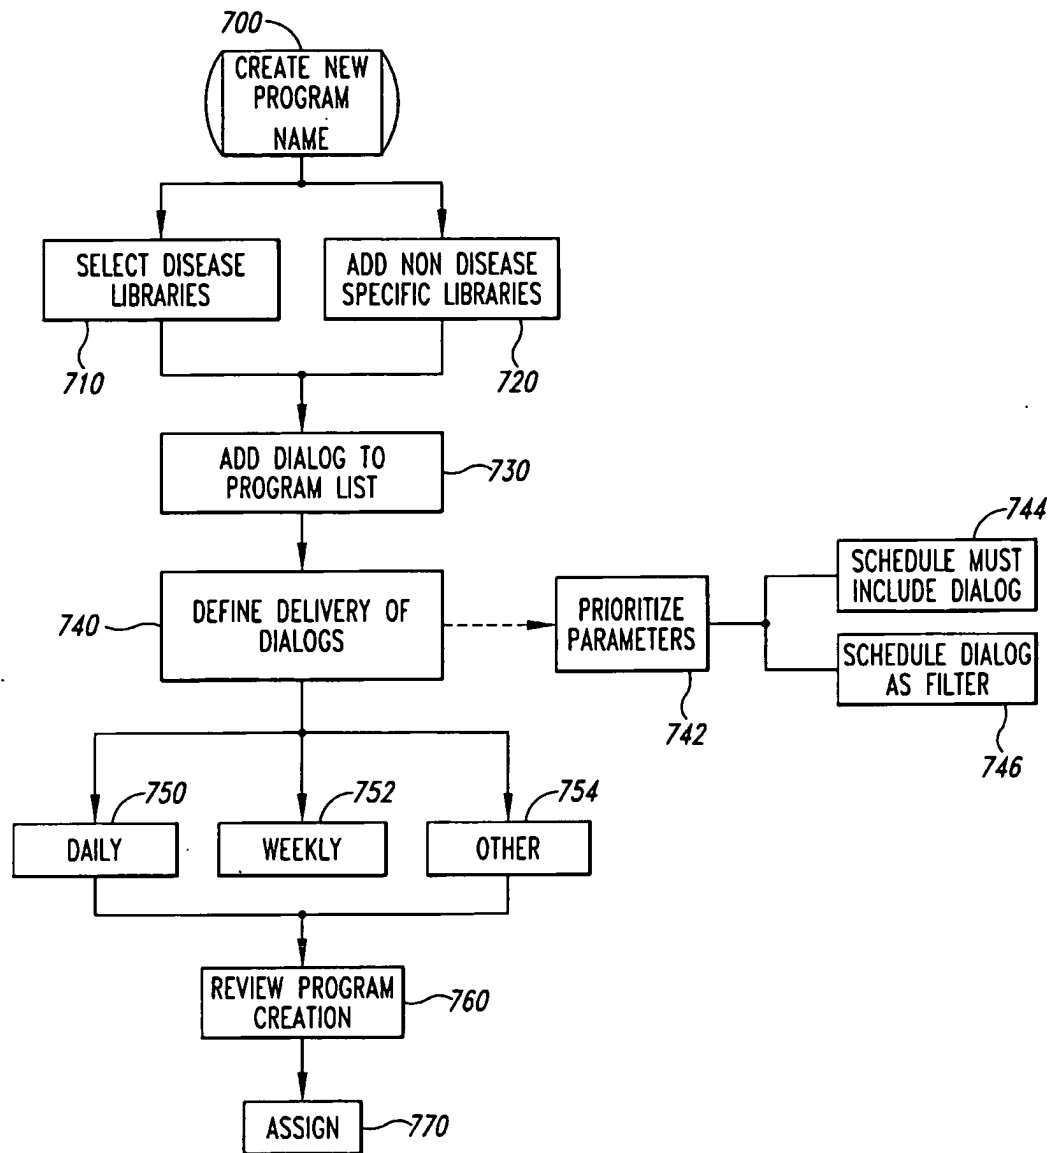 700
CREATE NEW
PROGRAM
NAME
SELECT DISEASE
LIBRARIES
710
ADD NON DISEASE
SPECIFIC LIBRARIES
720
ADD DIALOG TO
PROGRAM LIST
730
740
DEFINE DELIVERY OF
DIALOGS
PRIORITIZE
PARAMETERS
742
744
SCHEDULE MUST
INCLUDE DIALOG
SCHEDULE DIALOG
AS FILTER
746
750
DAILY
752
WEEKLY
754
OTHER
REVIEW PROGRAM
CREATION
760
ASSIGN
770